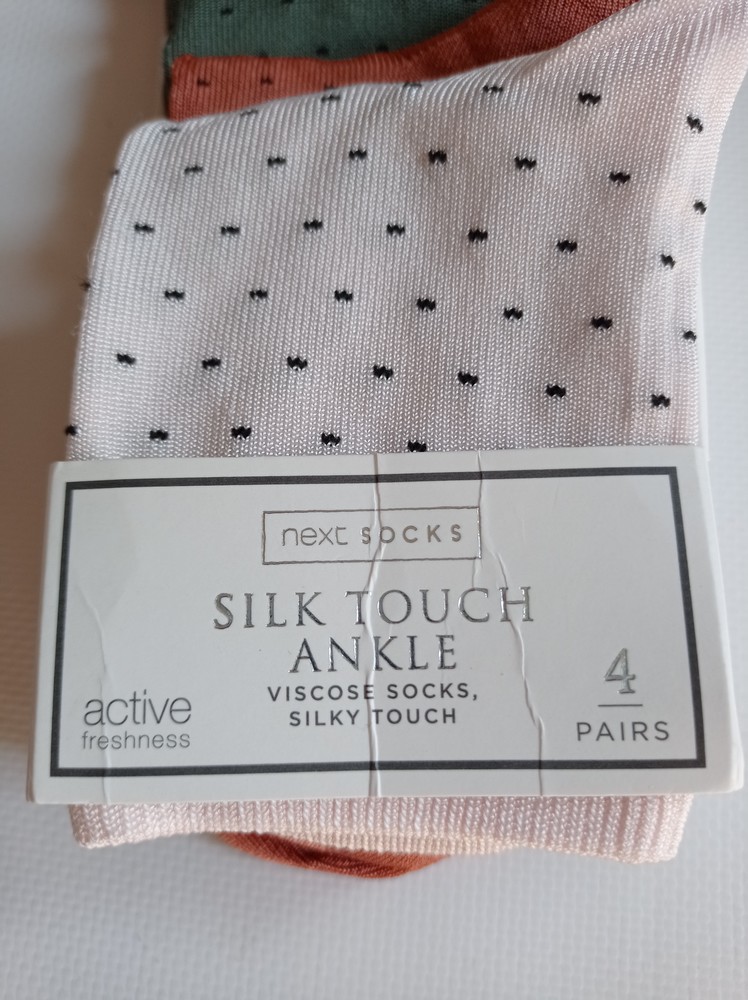 next SOCKS
SILK TOUCH
ANKLE
VISCOSE SOCKS,
SILKY TOUCH
active
freshness
4
PAIRS